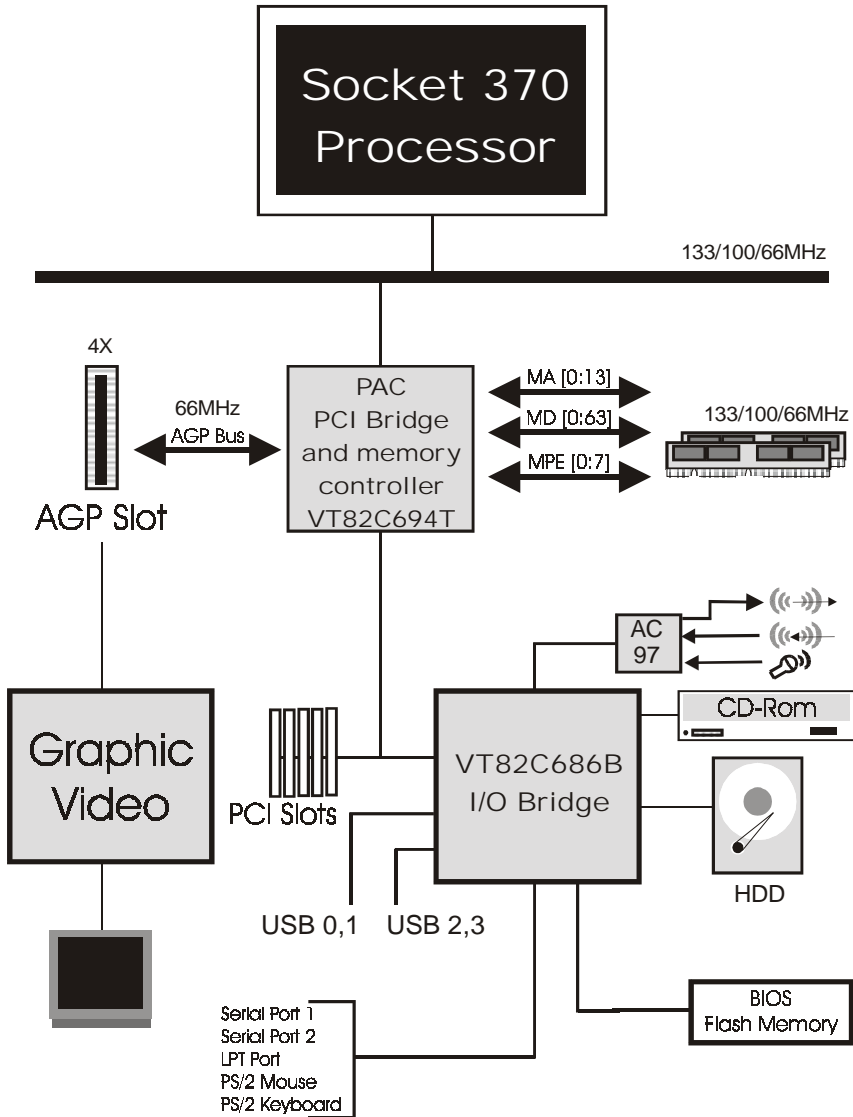 Socket 370
Processor
133/100/66MHz
4X
66MHz
AGP Bus
AGP Slot
PAC
PCI Bridge
and memory
controller
VT82C694T
MA [0:13]
MD [0:63]
MPE [0:7]
133/100/66MHz
AC
97
CD-Rom
Graphic
Video
PCI Slots
VT82C686B
I/O Bridge
HDD
USB 0,1
USB 2,3
Serial Port 1
Serial Port 2
LPT Port
PS/2 Mouse
PS/2 Keyboard
BIOS
Flash Memory